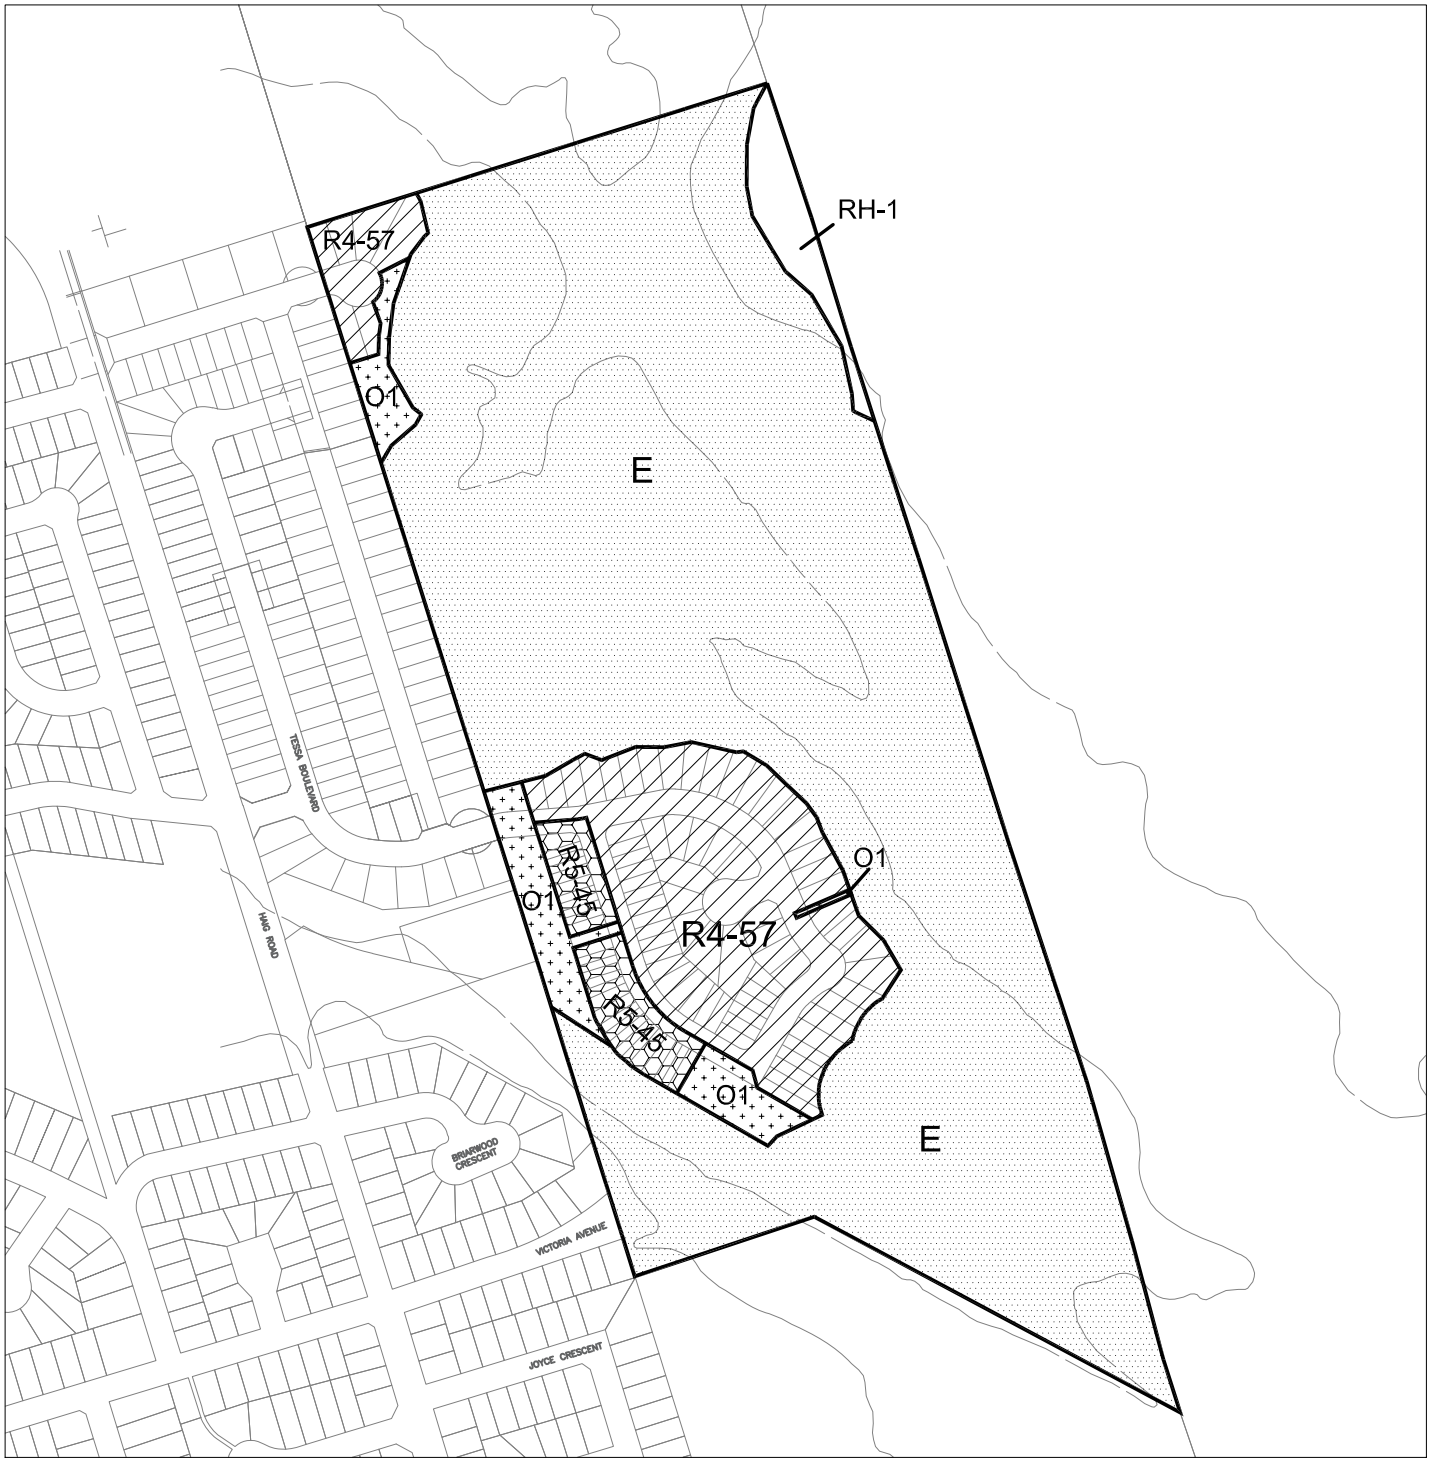 RH-1
R4-57
O1
E
TESSA BOULEVARD
O1
R5-45
O1
R4-57
HAIG ROAD
R5-45
O1
E
BRIARWOOD
CRESCENT
VICTORIA AVENUE
JOYCE CRESCENT